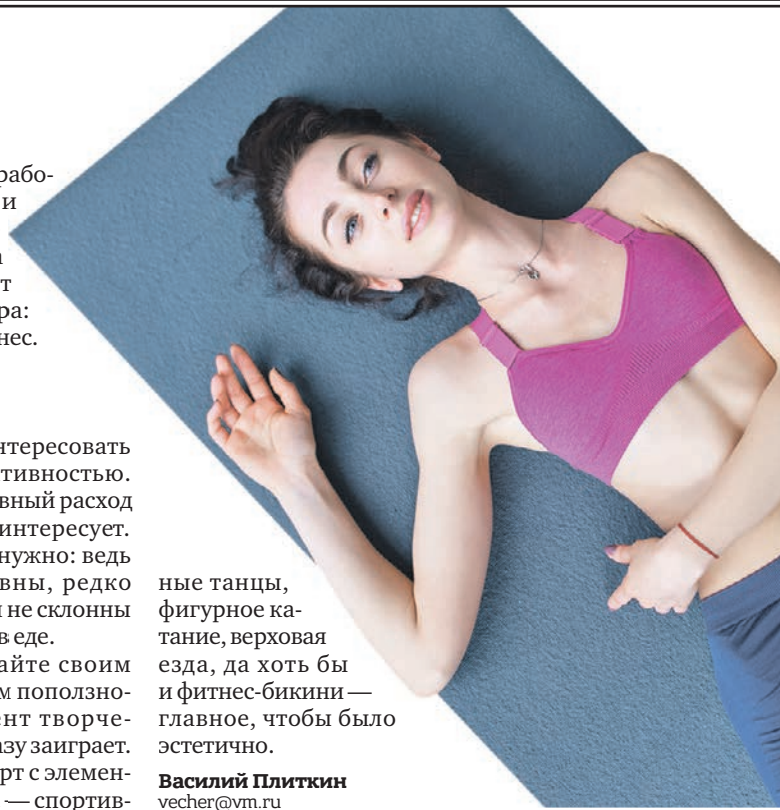 рабо-
и
т
ра:
нес.
нтересовать
тивностью.
вный расход
интересует.
нужно: ведь
вны, редко
и не склонны
в еде.
айте своим
м поползно-
ент творче-
азу заиграет.
рт с элемен-
— спортив-
ные танцы,
фигурное ка-
тание, верховая
езда, да хоть бы
и фитнес-бикини —
главное, чтобы было
эстетично.
Василий Плиткин
vecher@vm.ru